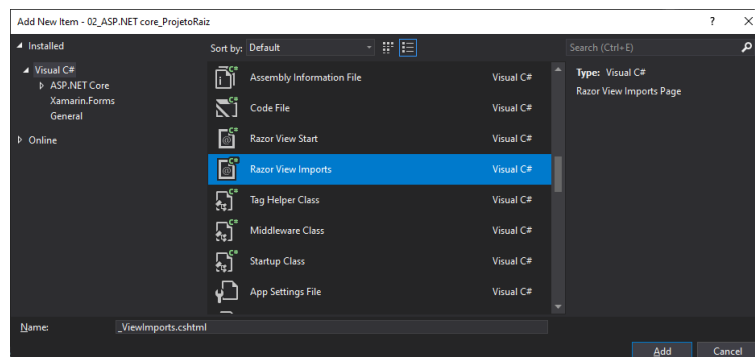 Add New Item - 02_ASP.NET core_ProjetoRaiz
? X
Installed
Sort by: Default
Search (Ctrl+E)
Visual C#
ASP.NET Core
Xamarin.Forms
General
Online
Assembly Information File Visual C#
Code File Visual C#
Razor View Start Visual C#
Razor View Imports Visual C#
Tag Helper Class Visual C#
Middleware Class Visual C#
Startup Class Visual C#
App Settings File Visual C#
Type: Visual C#
Razor View Imports Page
Name: _ViewImports.cshtml
Add Cancel